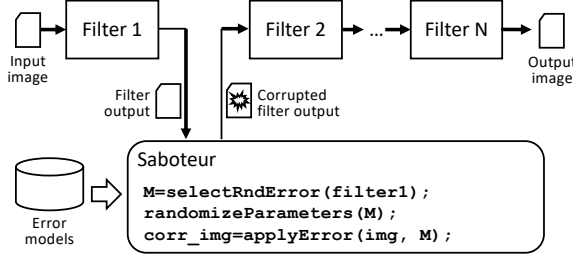 Filter 1
Filter 2
...
Filter N
Input
image
Output
image
Filter
output
Corrupted
filter output
Saboteur
M=selectRndError(filter1);
randomizeParameters(M);
corr_img=applyError(img, M);
Error
models